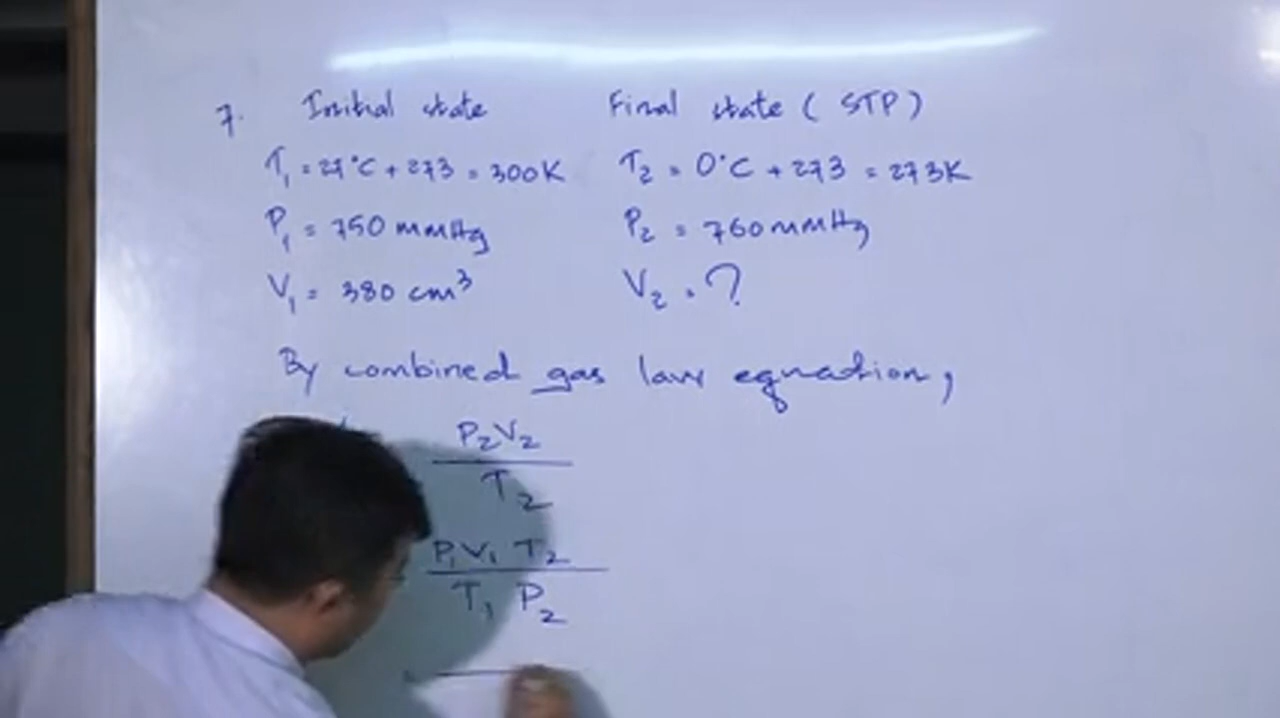 7. Initial state Final state ( STP )
T₁ = 27°C + 273 = 300K T₂ = 0°C + 273 = 273K
P₁ = 750 mmHg P₂ = 760 mmHg
V₁ = 380 cm³ V₂ = ?
By combined gas law equation,
P₂V₂
T₂
P₁V₁ T₂
T₁ P₂